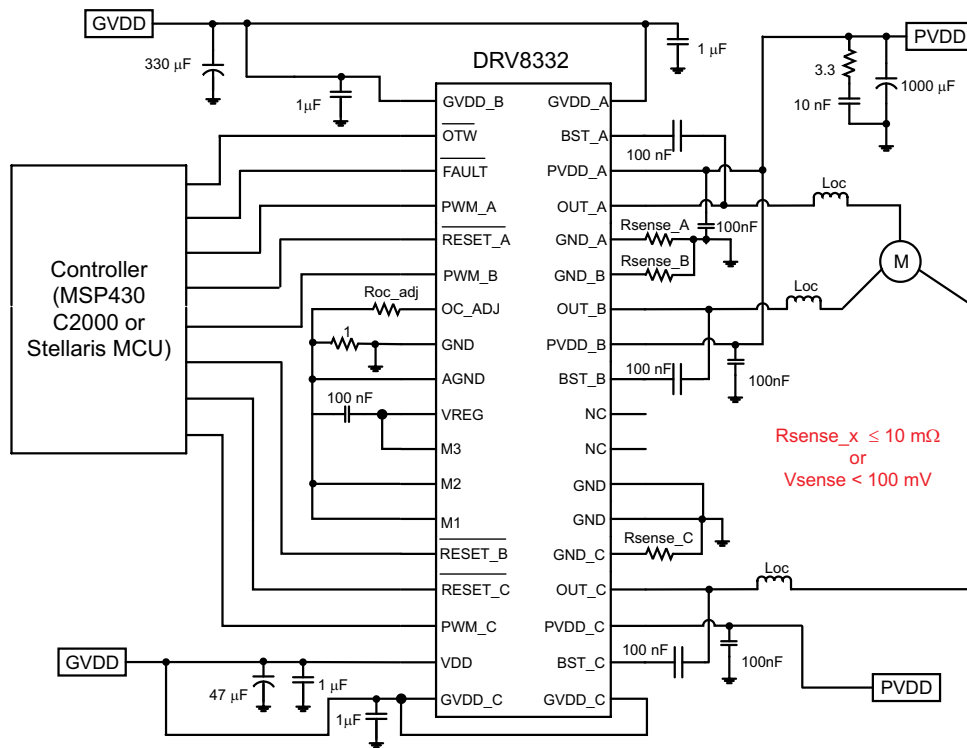 GVDD
PVDD
330 μF
1 μF
3.3
1000 μF
10 nF
DRV8332
1μF
GVDD_B
GVDD_A
OTW
BST_A
100 nF
FAULT
PVDD_A
Loc
PWM_A
OUT_A
100nF
RESET_A
Rsense_A
GND_A
PWM_B
Rsense_B
GND_B
M
Controller
(MSP430
C2000 or
Stellaris MCU)
Roc_adj
OC_ADJ
OUT_B
Loc
1
GND
PVDD_B
AGND
BST_B
100 nF
100nF
100 nF
VREG
NC
M3
NC
Rsense_x ≤ 10 mΩ
or
Vsense < 100 mV
M2
GND
M1
GND
RESET_B
GND_C
Rsense_C
RESET_C
OUT_C
Loc
PWM_C
PVDD_C
GVDD
VDD
BST_C
100 nF
100nF
47 μF
1 μF
1μF
GVDD_C
GVDD_C
PVDD